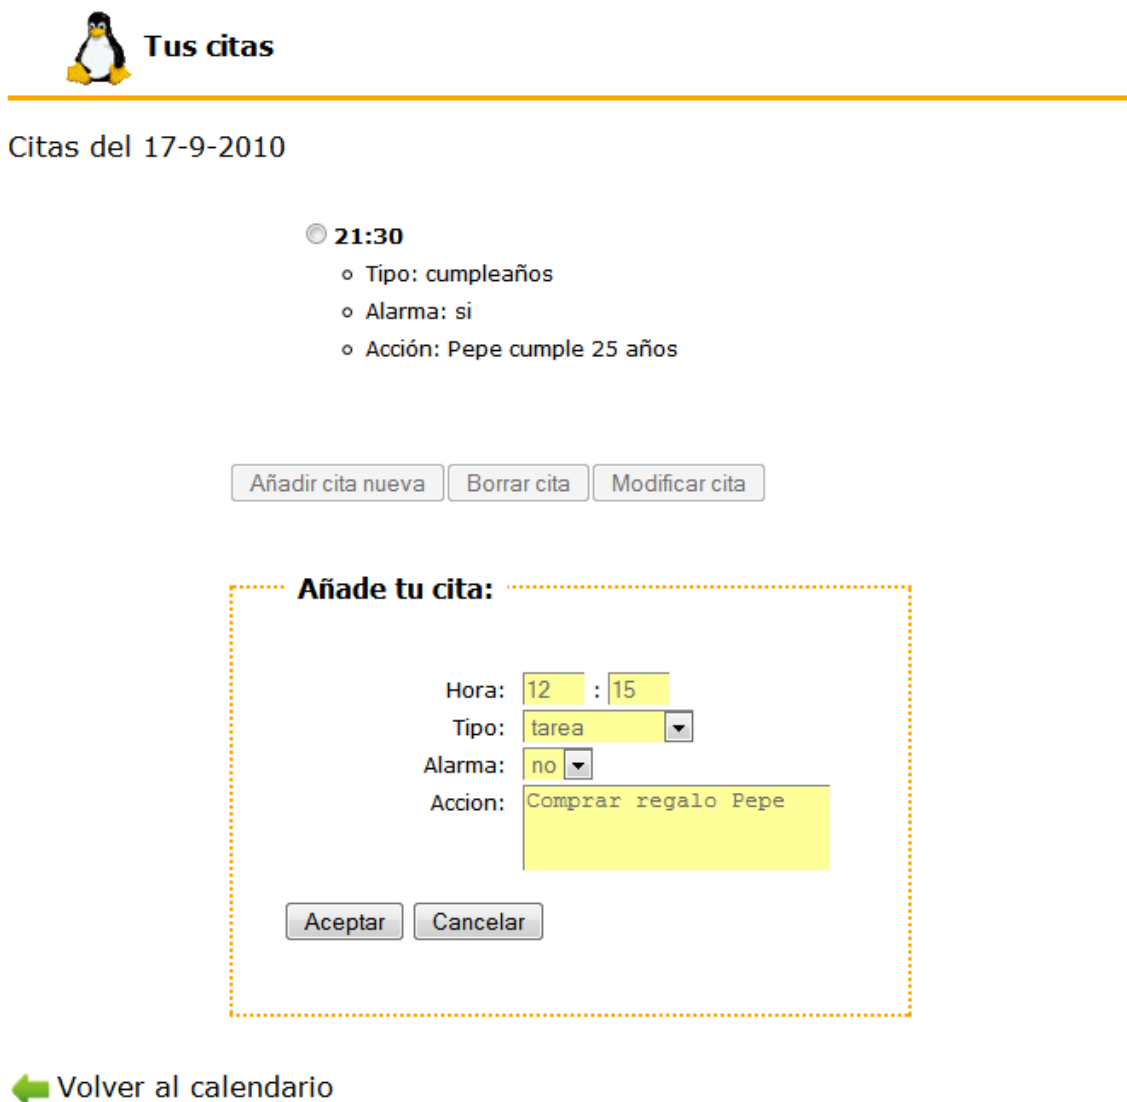 Tus citas
Citas del 17-9-2010
21:30
Tipo: cumpleaños
Alarma: si
Acción: Pepe cumple 25 años
Añadir cita nueva Borrar cita Modificar cita
Añade tu cita:
Hora: 12 : 15
Tipo: tarea
Alarma: no
Accion: Comprar regalo Pepe
Aceptar Cancelar
Volver al calendario